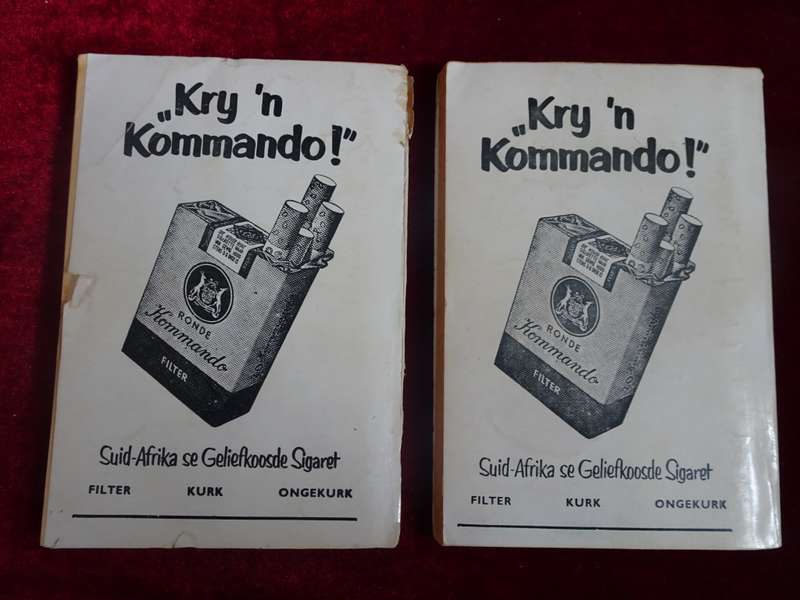 „Kry 'n
Kommando!"
RONDE
Kommando
FILTER
Suid-Afrika se Geliefkoosde Sigaret
FILTER KURK ONGEKURK
„Kry 'n
Kommando!"
RONDE
Kommando
FILTER
Suid-Afrika se Geliefkoosde Sigaret
FILTER KURK ONGEKURK